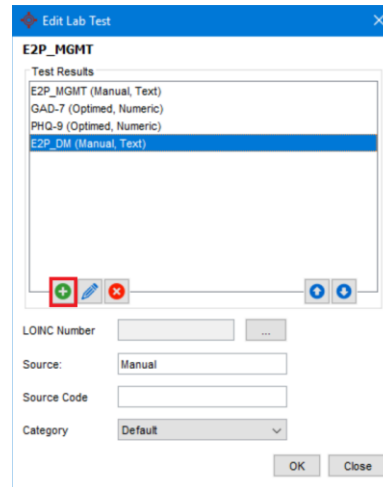 Edit Lab Test
E2P_MGMT
Test Results
E2P_MGMT (Manual, Text)
GAD-7 (Optimed, Numeric)
PHQ-9 (Optimed, Numeric)
E2P_DM (Manual, Text)
LOINC Number
...
Source:
Manual
Source Code
Category
Default
OK
Close